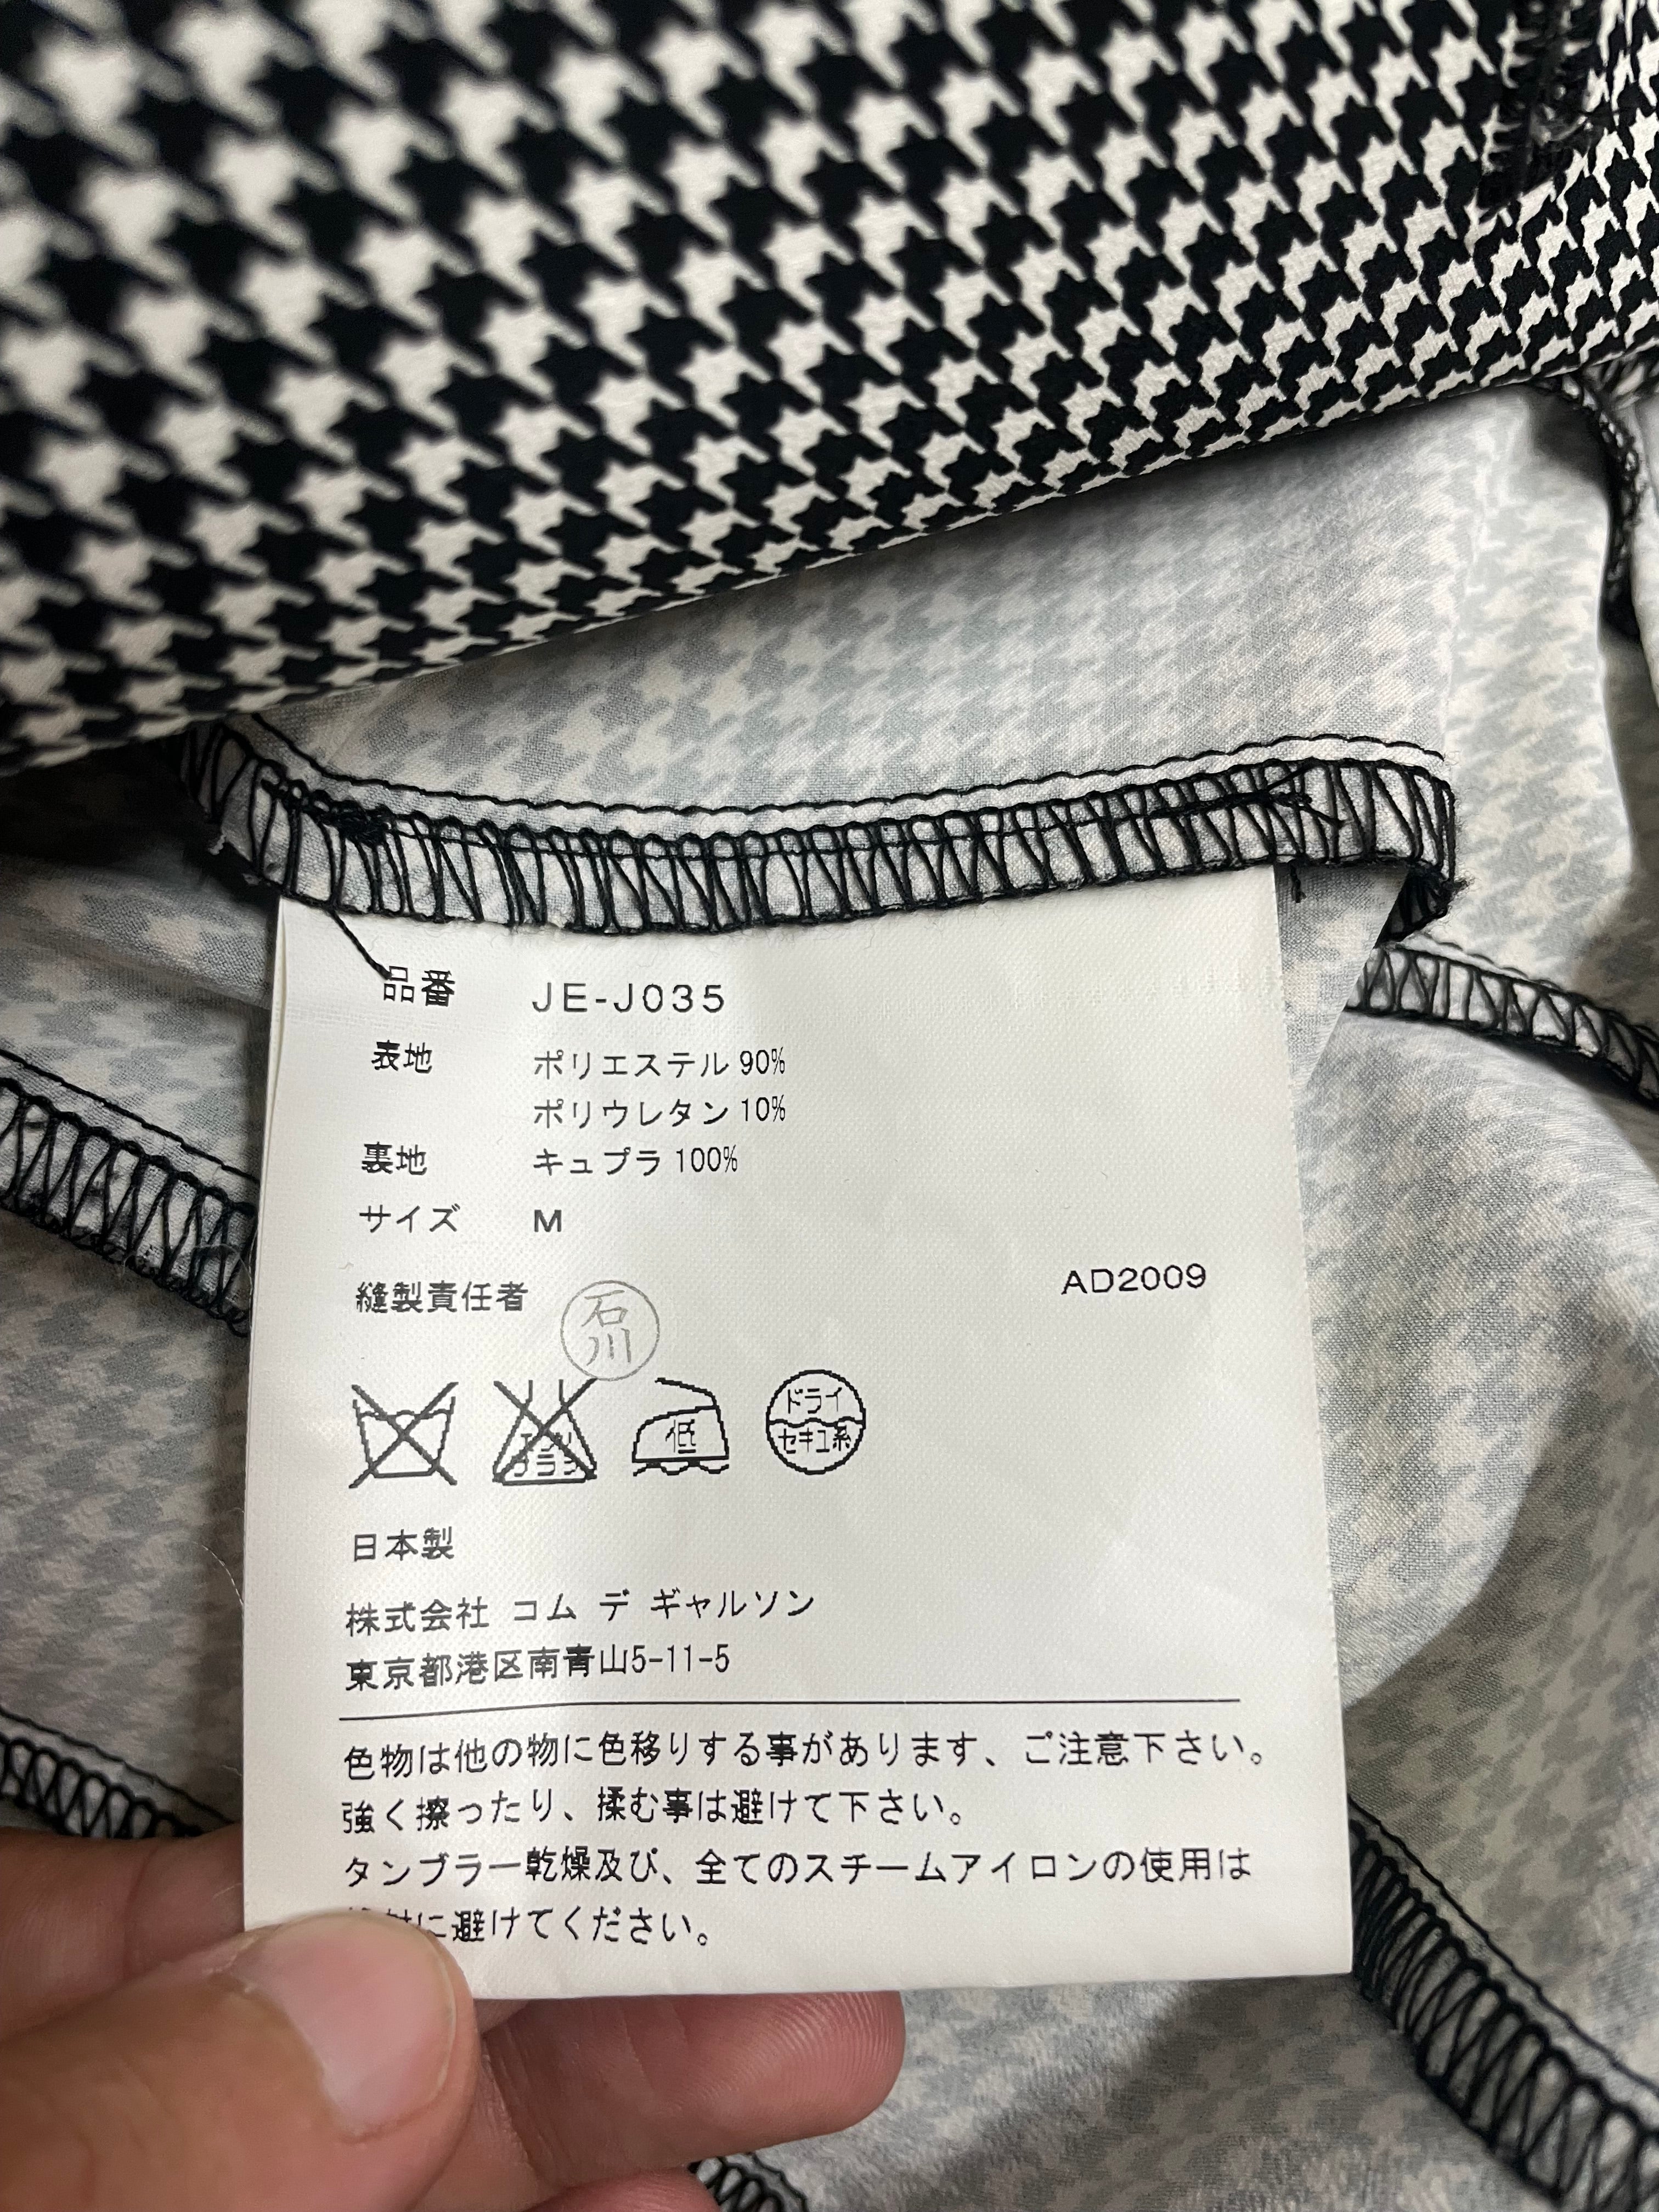 品番 JE-J035
表地 ポリエステル 90%
ポリウレタン 10%
裏地 キュプラ 100%
サイズ M
縫製責任者 石川
AD2009
エンソ
サラシ
低
ドライ
セキユ系
日本製
株式会社 コム デ ギャルソン
東京都港区南青山5-11-5
色物は他の物に色移りする事があります、ご注意下さい。
強く擦ったり、揉む事は避けて下さい。
タンブラー乾燥及び、全てのスチームアイロンの使用は
に避けてください。